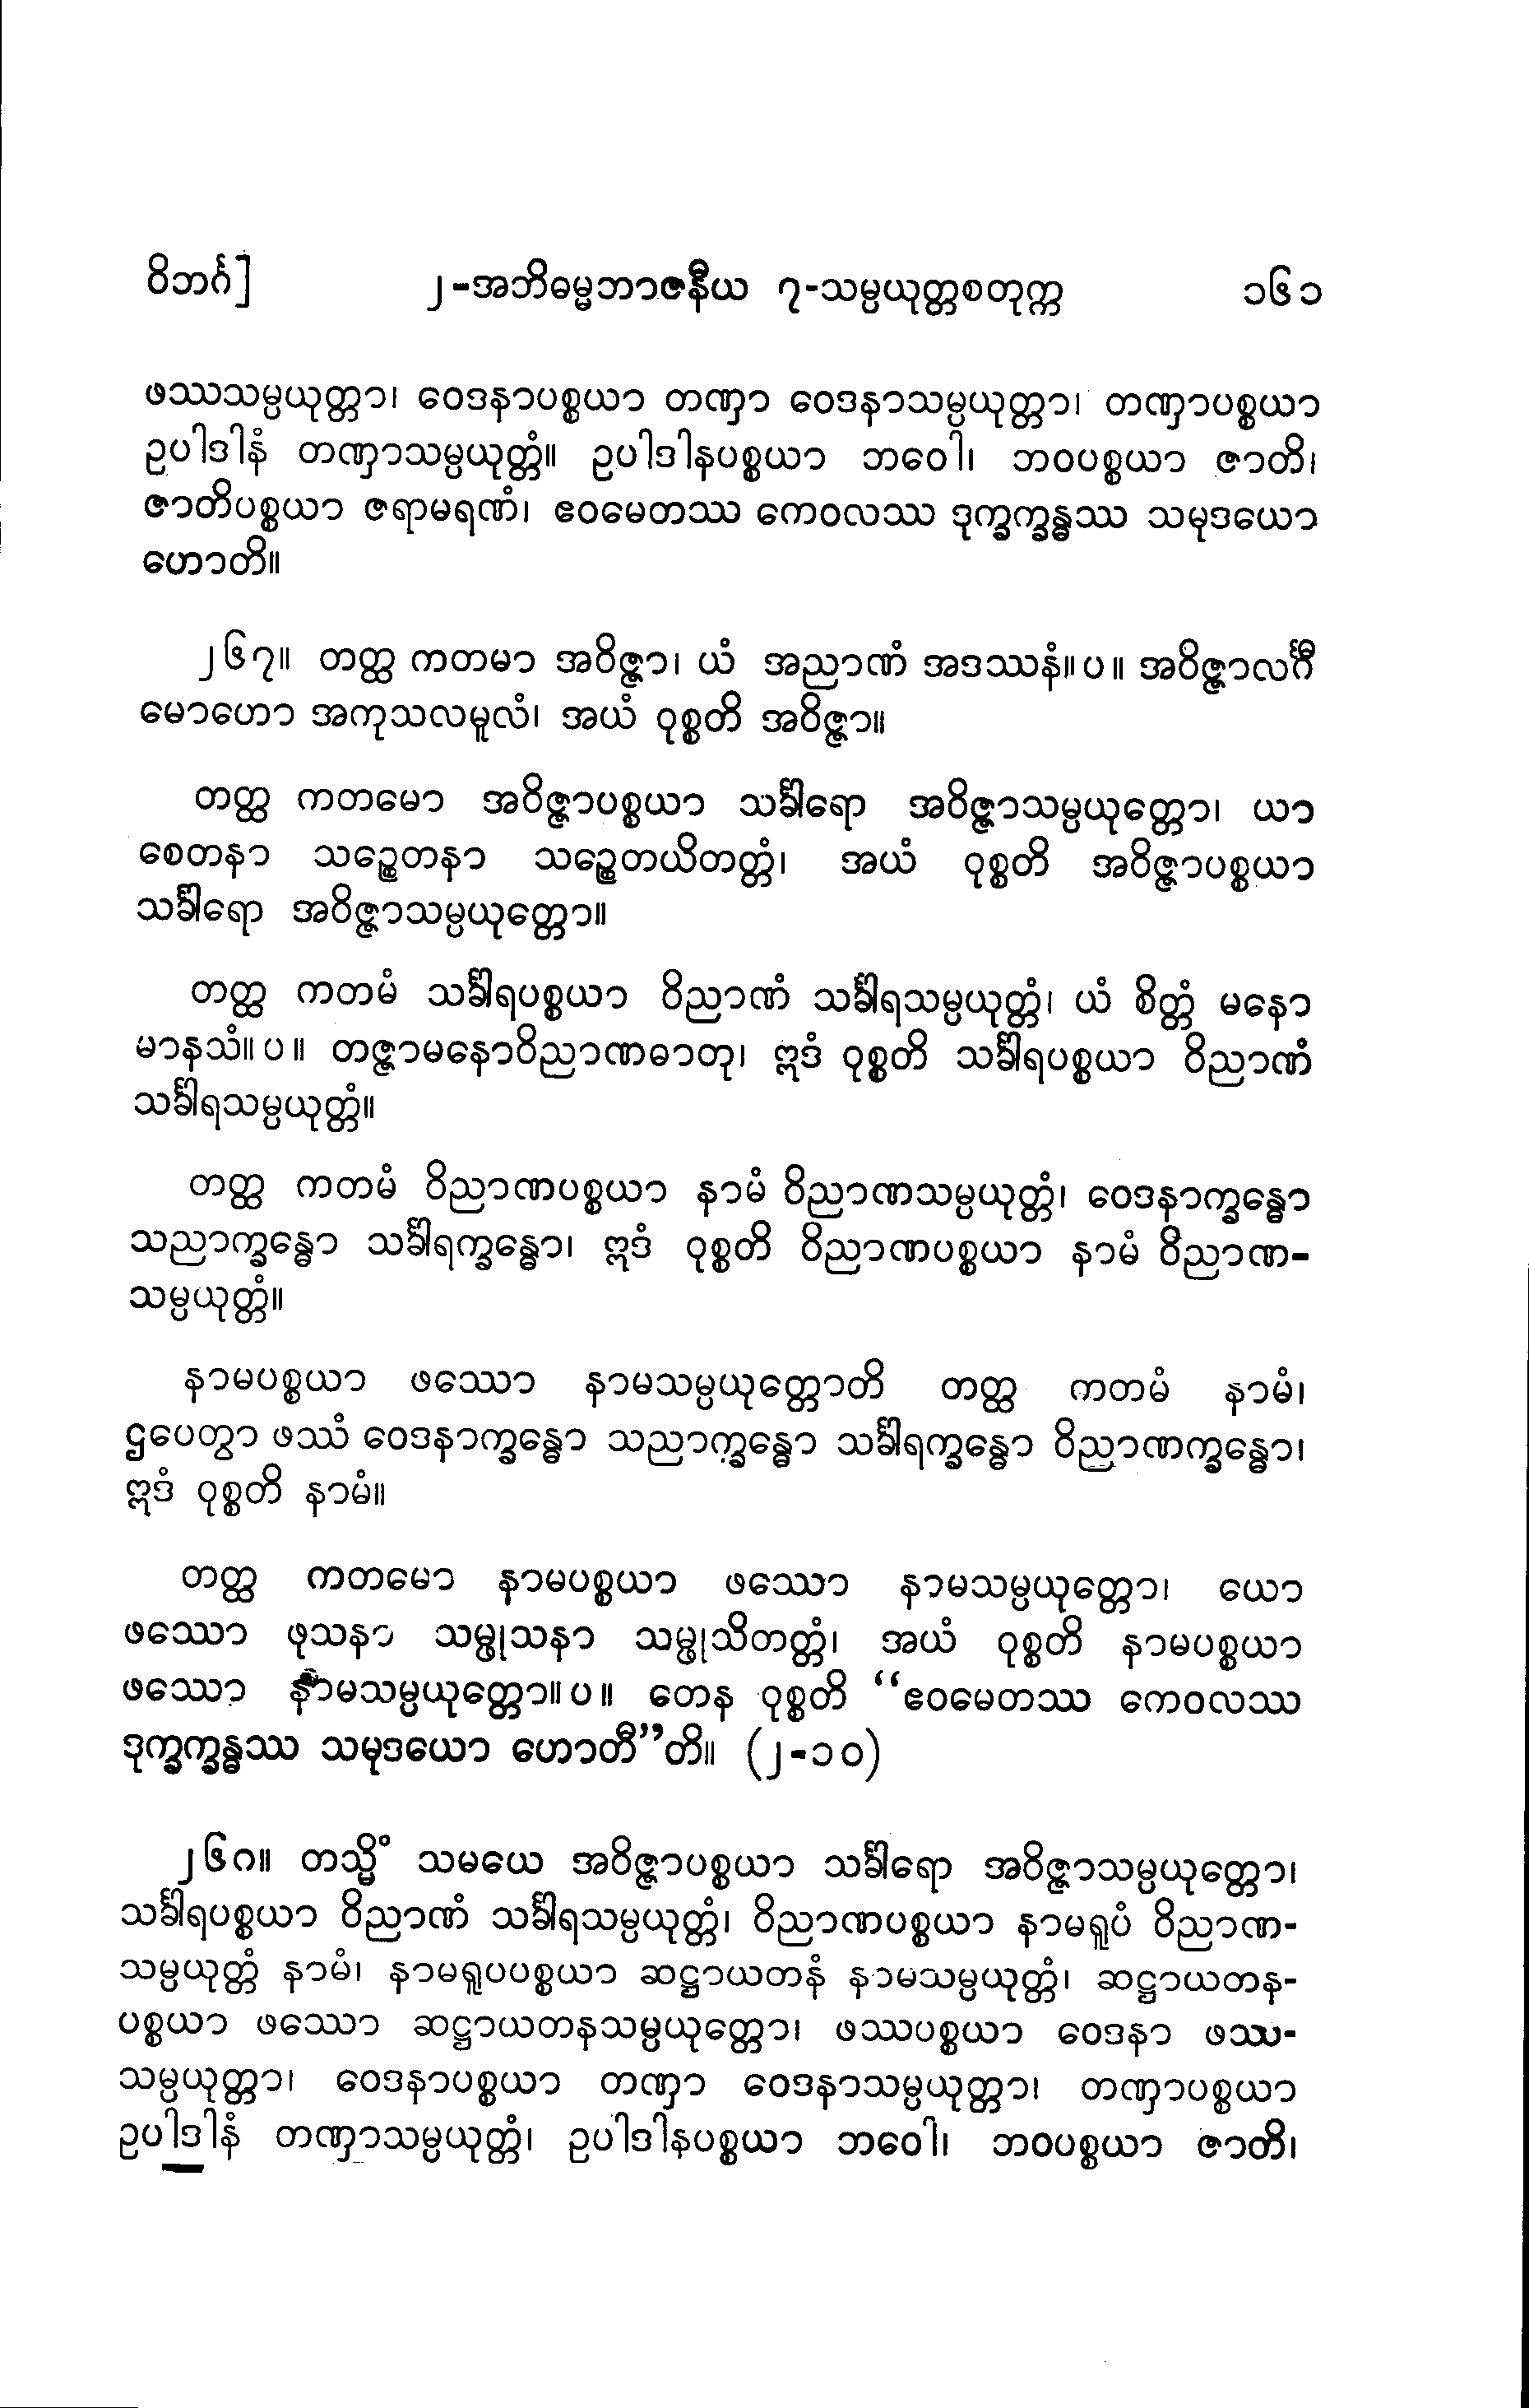 ဝိဘင်္ဂ]
၂-အဘိဓမ္မဘာဇနီယ ၇-သမ္ပယုတ္တစတုက္က
၁၆၁
ဖဿသမ္ပယုတ္တာ၊ ဝေဒနာပစ္စယာ တဏှာ ဝေဒနာသမ္ပယုတ္တာ၊ တဏှာပစ္စယာ
ဥပါဒါနံ တဏှာသမ္ပယုတ္တံ။ ဥပါဒါနပစ္စယာ ဘဝေါ၊ ဘဝပစ္စယာ ဇာတိ၊
ဇာတိပစ္စယာ ဇရာမရဏံ၊ ဧဝမေတဿ ကေဝလဿ ဒုက္ခက္ခန္ဓဿ သမုဒယော
ဟောတိ။
၂၆၇။ တတ္ထ ကတမာ အဝိဇ္ဇာ၊ ယံ အညာဏံ အဒဿနံ။ပ။ အဝိဇ္ဇာလင်္ဂီ
မောဟော အကုသလမူလံ၊ အယံ ဝုစ္စတိ အဝိဇ္ဇာ။
တတ္ထ ကတမော အဝိဇ္ဇာပစ္စယာ သင်္ခါရော အဝိဇ္ဇာသမ္ပယုတ္တော၊ ယာ
စေတနာ သဉ္စေတနာ သဉ္စေတယိတတ္တံ၊ အယံ ဝုစ္စတိ အဝိဇ္ဇာပစ္စယာ
သင်္ခါရော အဝိဇ္ဇာသမ္ပယုတ္တော။
တတ္ထ ကတမံ သင်္ခါရပစ္စယာ ဝိညာဏံ သင်္ခါရသမ္ပယုတ္တံ၊ ယံ စိတ္တံ မနော
မာနသံ။ပ။ တဇ္ဇာမနောဝိညာဏဓာတု၊ ဣဒံ ဝုစ္စတိ သင်္ခါရပစ္စယာ ဝိညာဏံ
သင်္ခါရသမ္ပယုတ္တံ။
တတ္ထ ကတမံ ဝိညာဏပစ္စယာ နာမံ ဝိညာဏသမ္ပယုတ္တံ၊ ဝေဒနာက္ခန္ဓော
သညာက္ခန္ဓော သင်္ခါရက္ခန္ဓော၊ ဣဒံ ဝုစ္စတိ ဝိညာဏပစ္စယာ နာမံ ဝိညာဏ-
သမ္ပယုတ္တံ။
နာမပစ္စယာ ဖဿော နာမသမ္ပယုတ္တောတိ တတ္ထ ကတမံ နာမံ၊
ဌပေတွာ ဖဿံ ဝေဒနာက္ခန္ဓော သညာက္ခန္ဓော သင်္ခါရက္ခန္ဓော ဝိညာဏက္ခန္ဓော၊
ဣဒံ ဝုစ္စတိ နာမံ။
တတ္ထ ကတမော နာမပစ္စယာ ဖဿော နာမသမ္ပယုတ္တော၊ ယော
ဖဿော ဖုသနာ သမ္ဖုသနာ သမ္ဖုသိတတ္တံ၊ အယံ ဝုစ္စတိ နာမပစ္စယာ
ဖဿော နာမသမ္ပယုတ္တော။ပ။ တေန ဝုစ္စတိ “ဧဝမေတဿ ကေဝလဿ
ဒုက္ခက္ခန္ဓဿ သမုဒယော ဟောတီ”တိ။ (၂-၁၀)
၂၆၈။ တသ္မိံ သမယေ အဝိဇ္ဇာပစ္စယာ သင်္ခါရော အဝိဇ္ဇာသမ္ပယုတ္တော၊
သင်္ခါရပစ္စယာ ဝိညာဏံ သင်္ခါရသမ္ပယုတ္တံ၊ ဝိညာဏပစ္စယာ နာမရူပံ ဝိညာဏ-
သမ္ပယုတ္တံ နာမံ၊ နာမရူပပစ္စယာ ဆဋ္ဌာယတနံ နာမသမ္ပယုတ္တံ၊ ဆဋ္ဌာယတန-
ပစ္စယာ ဖဿော ဆဋ္ဌာယတနသမ္ပယုတ္တော၊ ဖဿပစ္စယာ ဝေဒနာ ဖဿ-
သမ္ပယုတ္တာ၊ ဝေဒနာပစ္စယာ တဏှာ ဝေဒနာသမ္ပယုတ္တာ၊ တဏှာပစ္စယာ
ဥပါဒါနံ တဏှာသမ္ပယုတ္တံ၊ ဥပါဒါနပစ္စယာ ဘဝေါ၊ ဘဝပစ္စယာ ဇာတိ၊